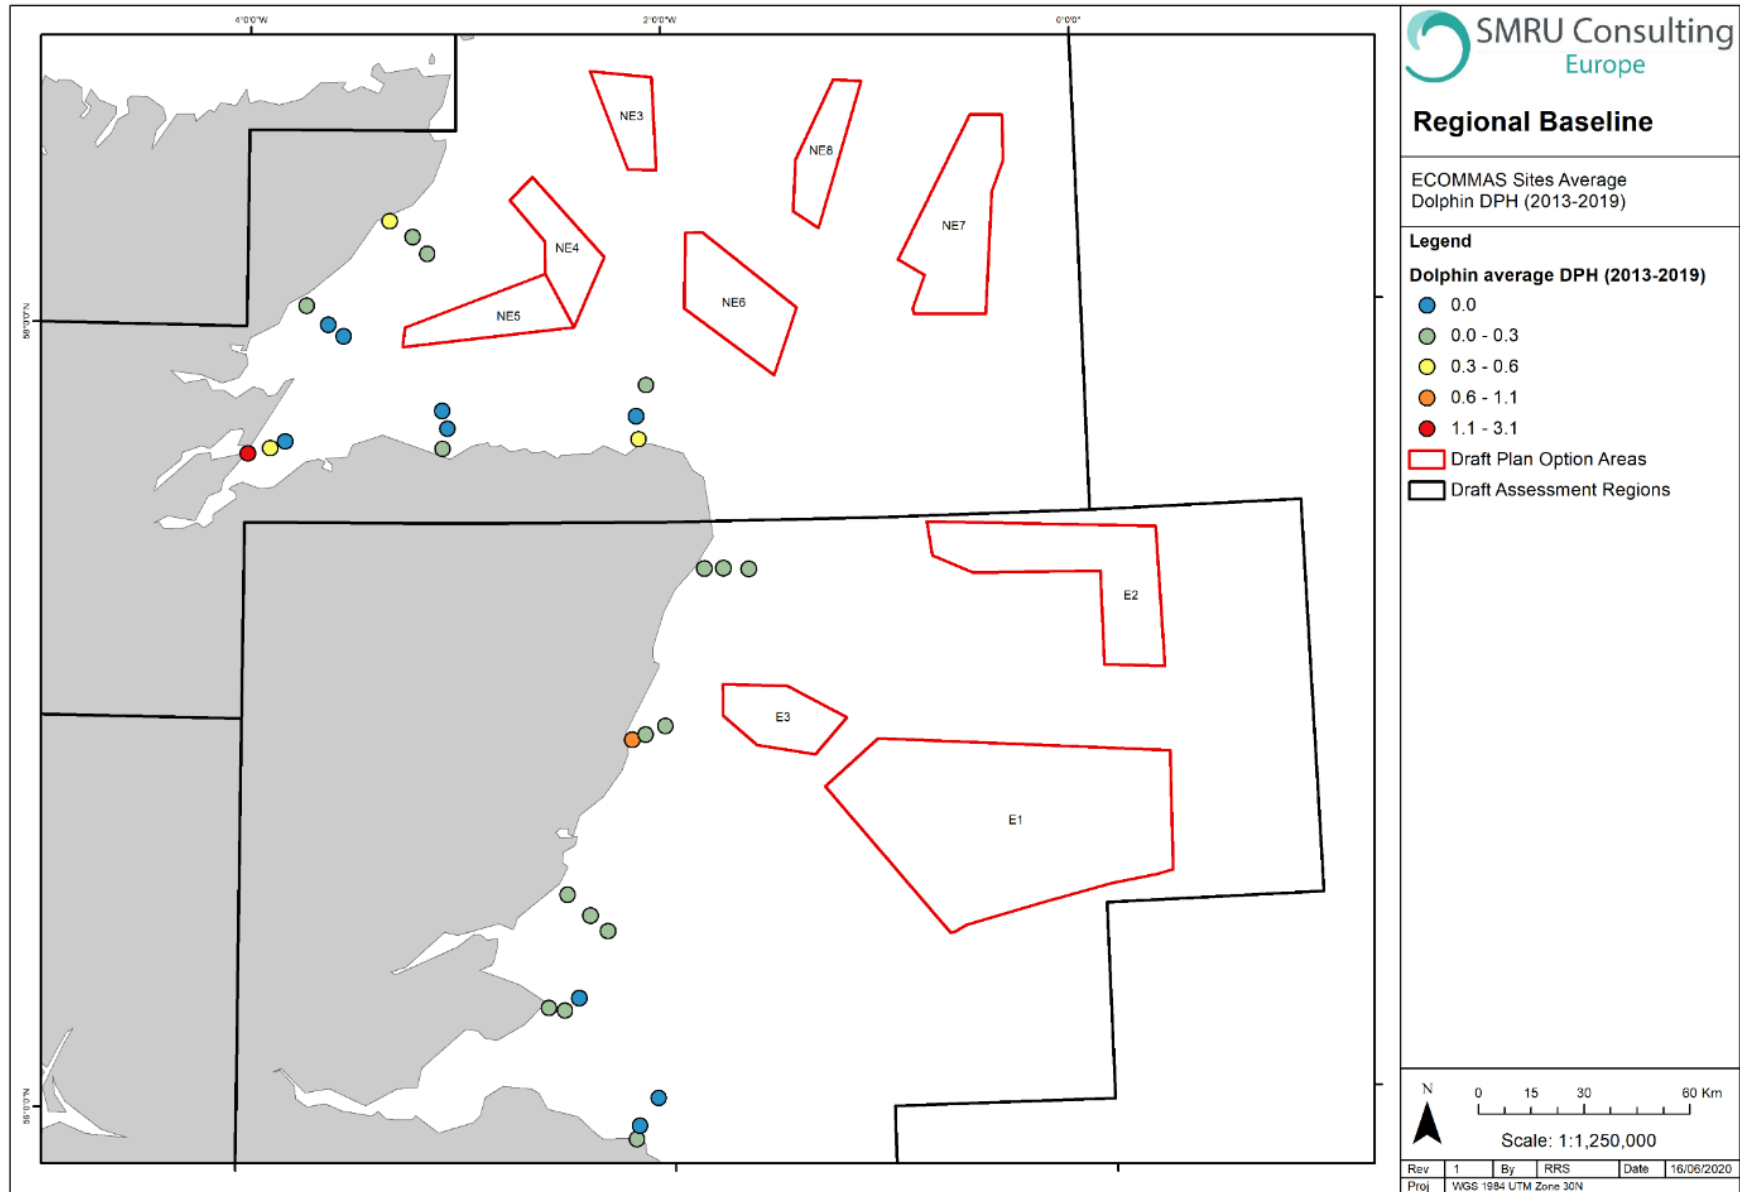 4°0'0"W
2°0'0"W
0°0'0"
SMRU Consulting
Europe
Regional Baseline
ECOMMAS Sites Average
Dolphin DPH (2013-2019)
Legend
Dolphin average DPH (2013-2019)
0.0
0.0 - 0.3
0.3 - 0.6
0.6 - 1.1
1.1 - 3.1
Draft Plan Option Areas
Draft Assessment Regions
NE3
NE8
NE7
NE4
NE6
NE5
58°0'0"N
E2
E3
E1
56°0'0"N
N
0 15 30 60 Km
Scale: 1:1,250,000
Rev 1 By RRS Date 16/06/2020
Proj WGS 1984 UTM Zone 30N